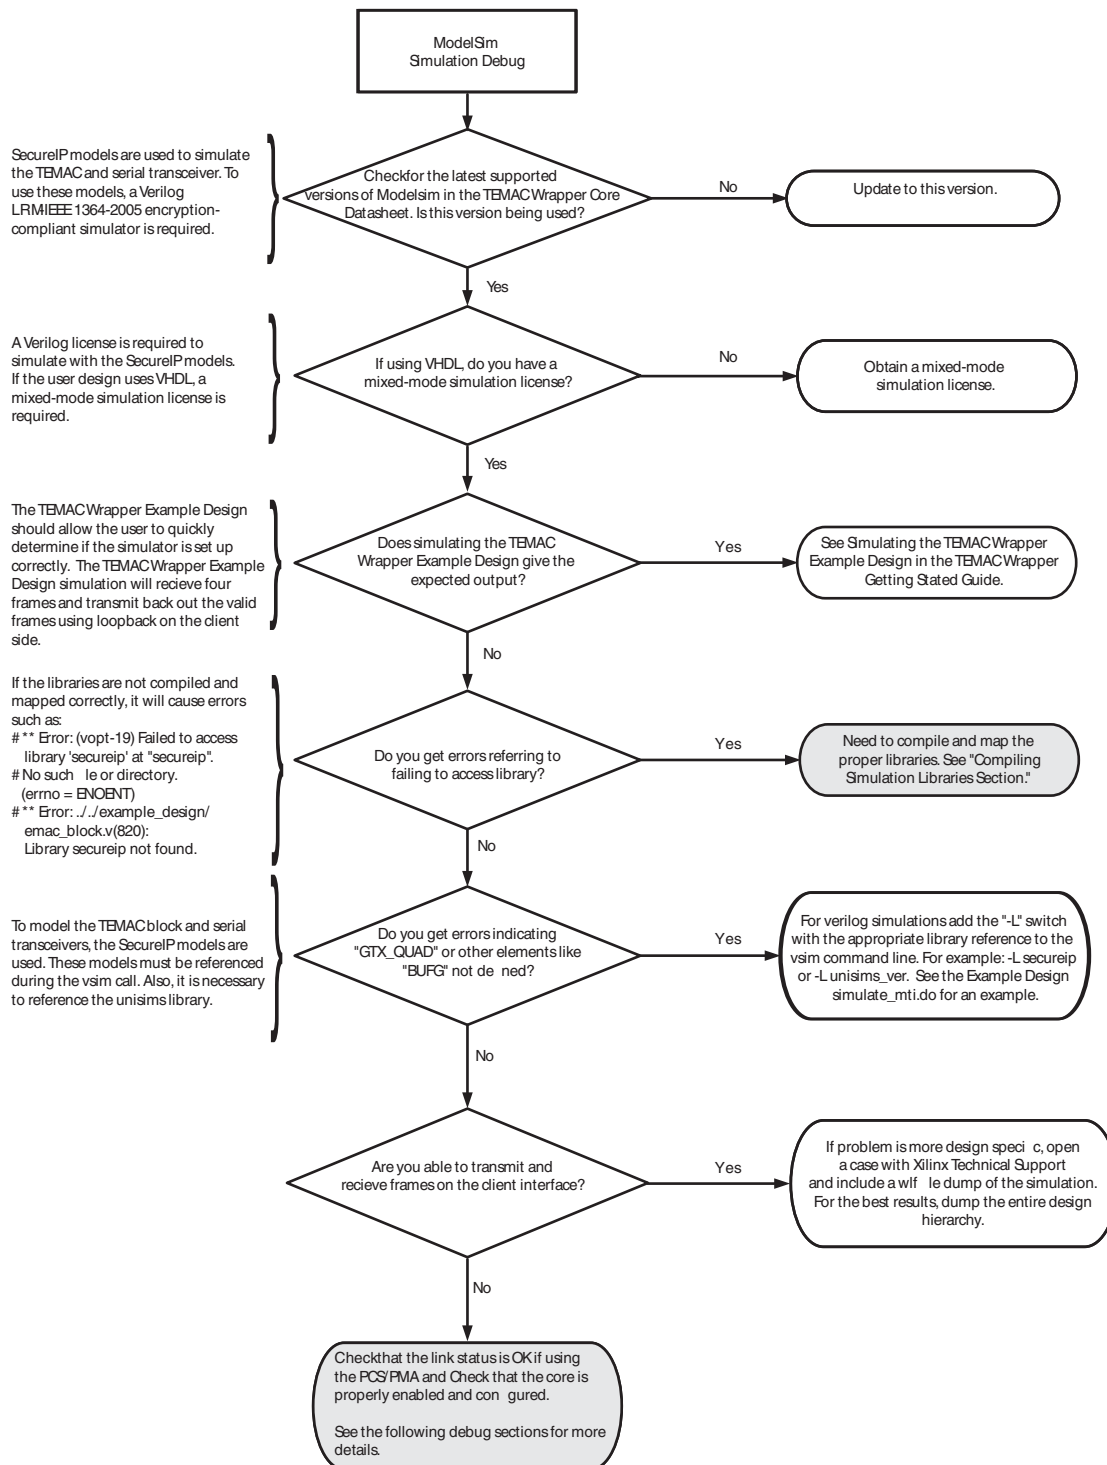 ModelSim
Simulation Debug
SecureIP models are used to simulate
the TEMAC and serial transceiver. To
use these models, a Verilog
LRM-IEEE 1364-2005 encryption-
compliant simulator is required.
Check for the latest supported
versions of Modelsim in the TEMAC Wrapper Core
Datasheet. Is this version being used?
No
Update to this version.
Yes
A Verilog license is required to
simulate with the SecureIP models.
If the user design uses VHDL, a
mixed-mode simulation license is
required.
If using VHDL, do you have a
mixed-mode simulation license?
No
Obtain a mixed-mode
simulation license.
Yes
The TEMAC Wrapper Example Design
should allow the user to quickly
determine if the simulator is set up
correctly. The TEMAC Wrapper Example
Design simulation will recieve four
frames and transmit back out the valid
frames using loopback on the client
side.
Does simulating the TEMAC
Wrapper Example Design give the
expected output?
Yes
See Simulating the TEMAC Wrapper
Example Design in the TEMAC Wrapper
Getting Stated Guide.
No
If the libraries are not compiled and
mapped correctly, it will cause errors
such as:
# ** Error: (vopt-19) Failed to access
library 'secureip' at "secureip".
# No such le or directory.
(errno = ENOENT)
# ** Error: ../../example_design/
emac_block.v(820):
Library secureip not found.
Do you get errors referring to
failing to access library?
Yes
Need to compile and map the
proper libraries. See "Compiling
Simulation Libraries Section."
No
To model the TEMAC block and serial
transceivers, the SecureIP models are
used. These models must be referenced
during the vsim call. Also, it is necessary
to reference the unisims library.
Do you get errors indicating
"GTX_QUAD" or other elements like
"BUFG" not de ned?
Yes
For verilog simulations add the "-L" switch
with the appropriate library reference to the
vsim command line. For example: -L secureip
or -L unisims_ver. See the Example Design
simulate_mti.do for an example.
No
Are you able to transmit and
recieve frames on the client interface?
Yes
If problem is more design speci c, open
a case with Xilinx Technical Support
and include a wlf le dump of the simulation.
For the best results, dump the entire design
hierarchy.
No
Check that the link status is OK if using
the PCS/PMA and Check that the core is
properly enabled and con gured.
See the following debug sections for more
details.